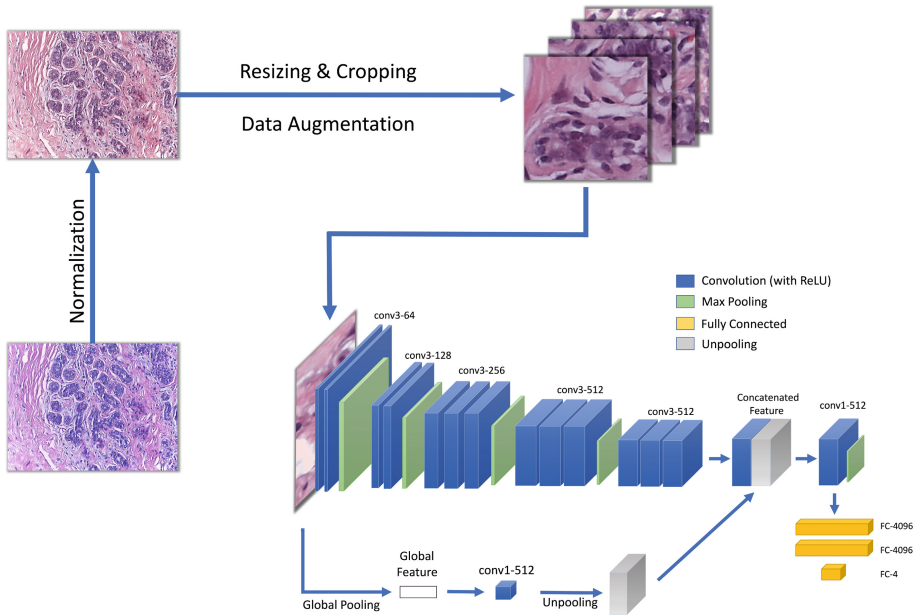 Resizing & Cropping
Data Augmentation
Normalization
Convolution (with ReLU)
Max Pooling
Fully Connected
Unpooling
conv3-64
conv3-128
conv3-256
conv3-512
conv3-512
Concatenated
Feature
conv1-512
FC-4096
FC-4096
FC-4
Global
Feature
conv1-512
Global Pooling
Unpooling